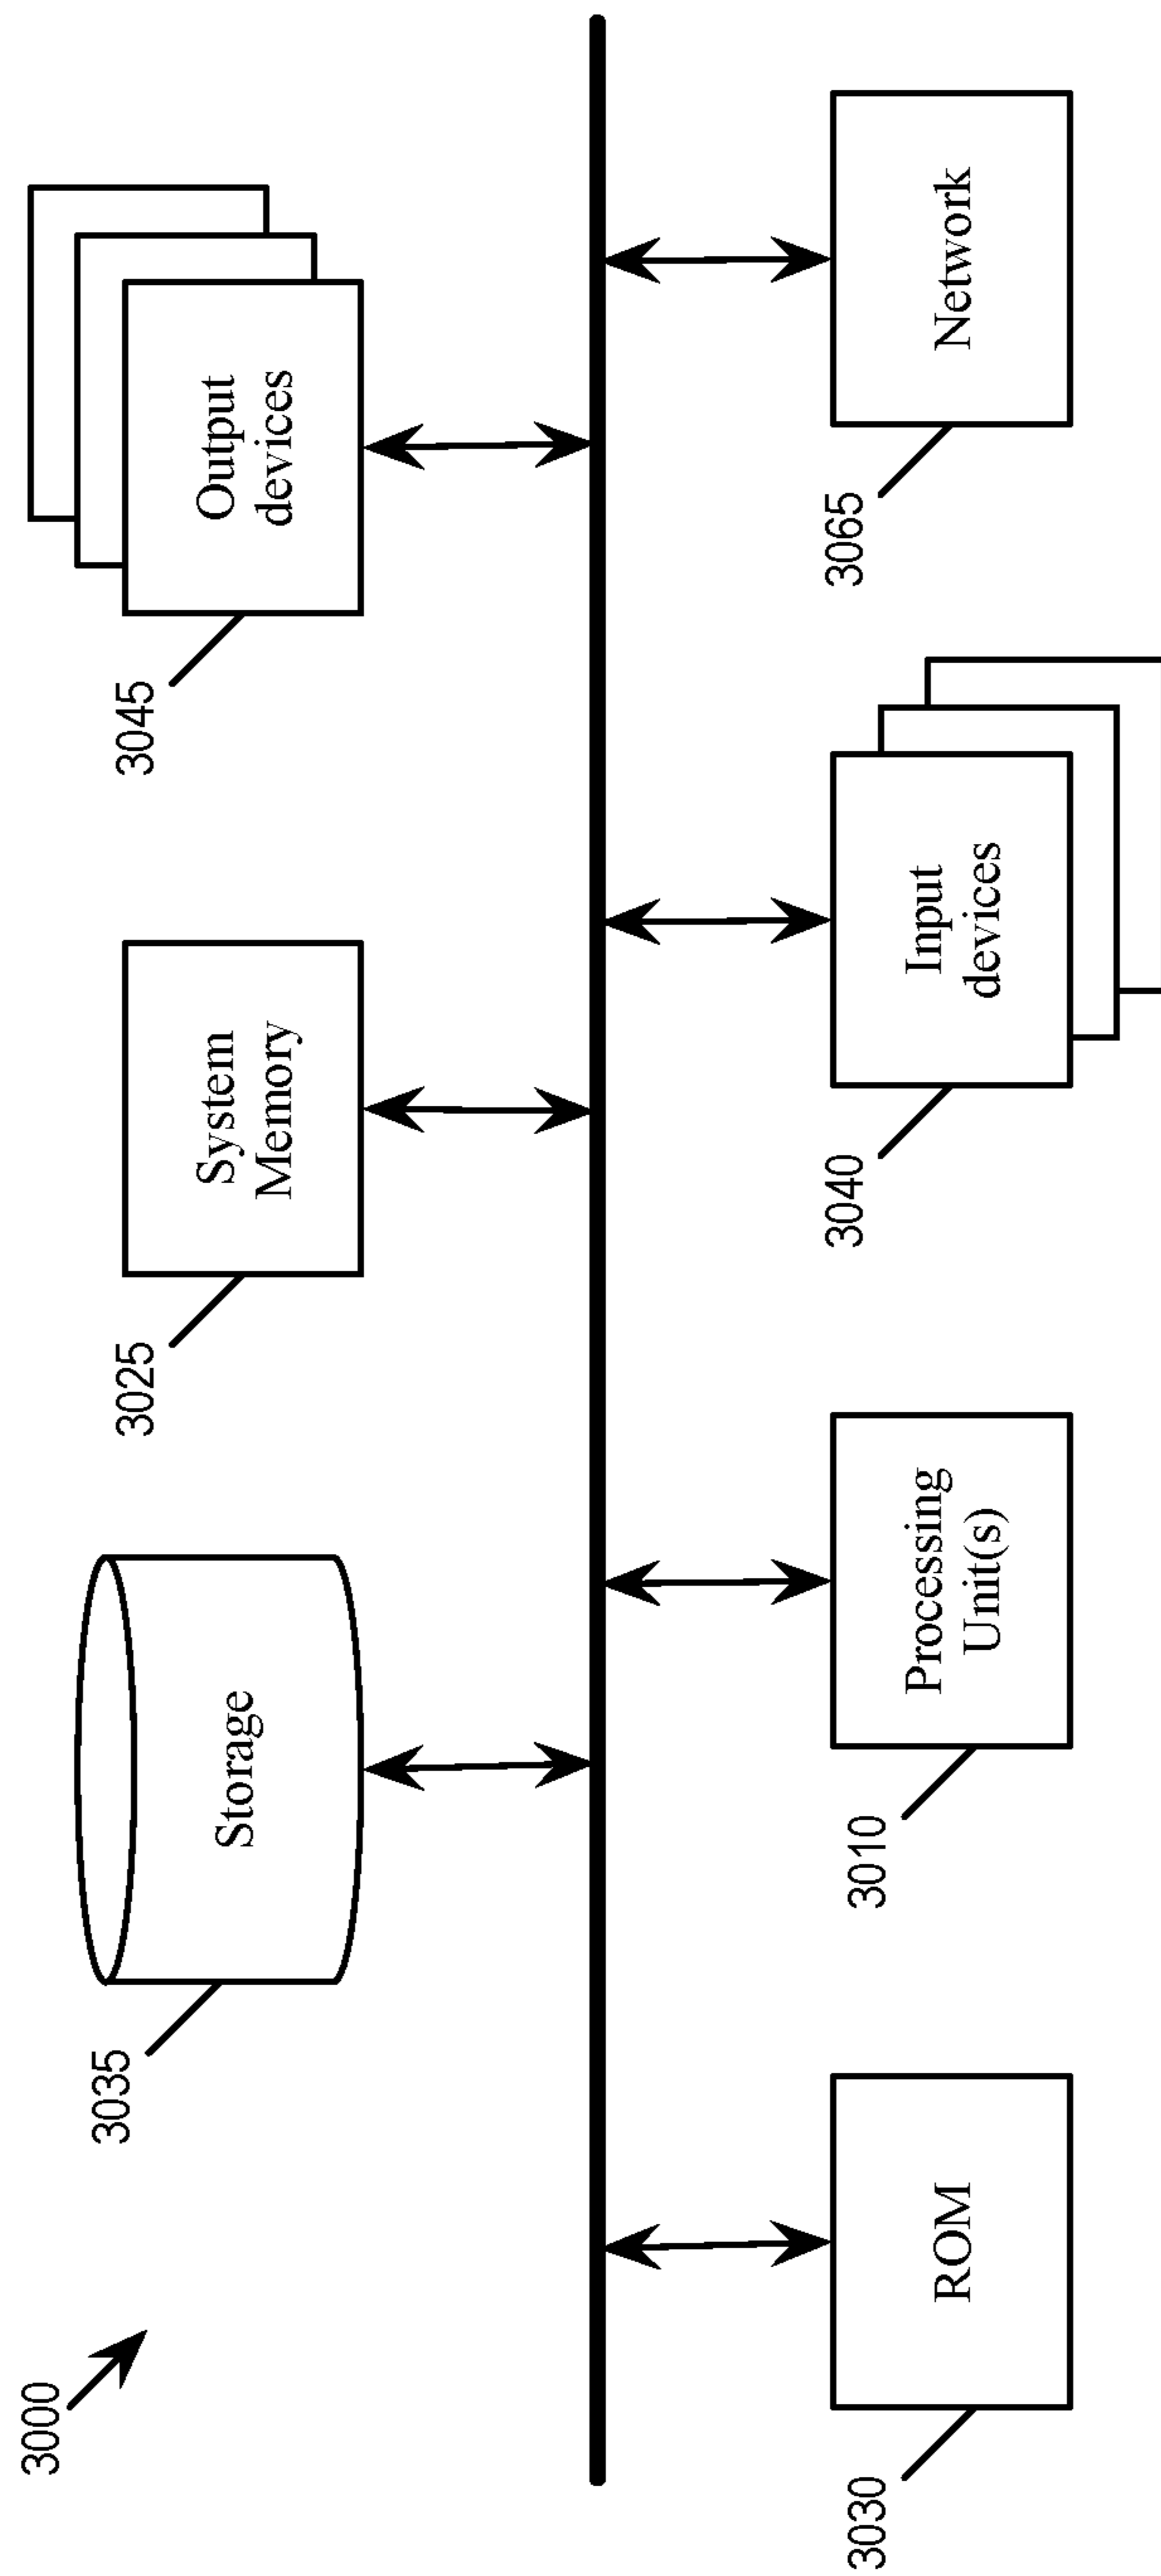 3000
3035
Storage
3025
System
Memory
3045
Output
devices
3030
ROM
3010
Processing
Unit(s)
3040
Input
devices
3065
Network